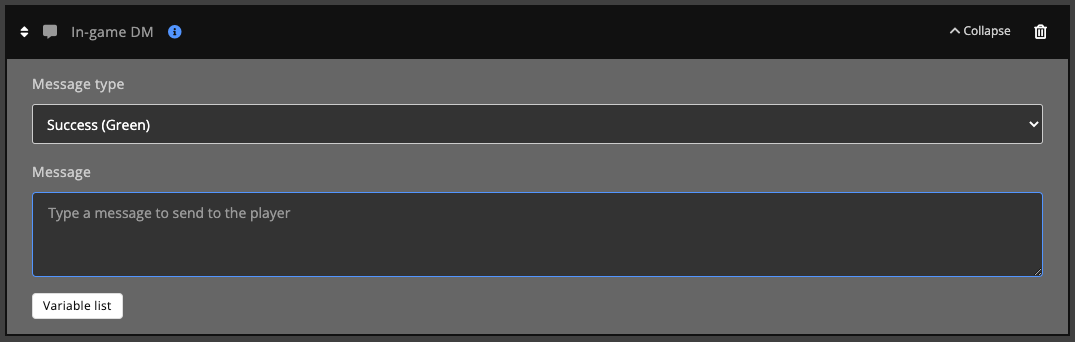 In-game DM
Collapse
Message type
Success (Green)
Message
Type a message to send to the player
Variable list